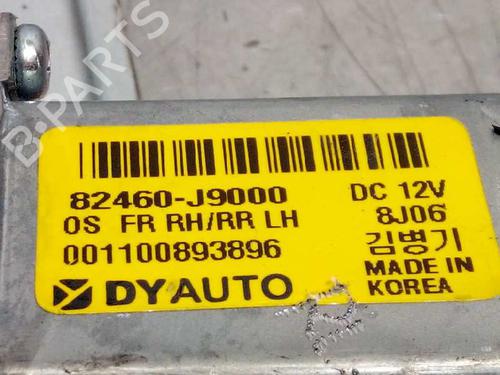 82460-J9000 DC 12V
OS FR RH/RR LH 8J06
001100893896 김병기
DYAUTO MADE IN
KOREA
B-PARTS